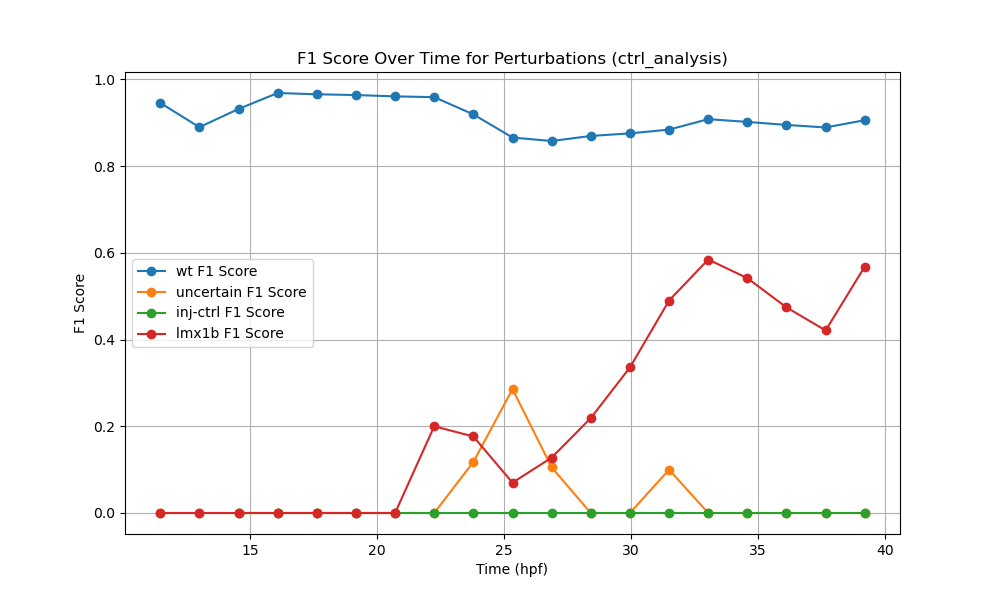 F1 Score Over Time for Perturbations (ctrl_analysis)
1.0
0.8
0.6
0.4
0.2
0.0
F1 Score
wt F1 Score
uncertain F1 Score
inj-ctrl F1 Score
lmx1b F1 Score
15 20 25 30 35 40
Time (hpf)